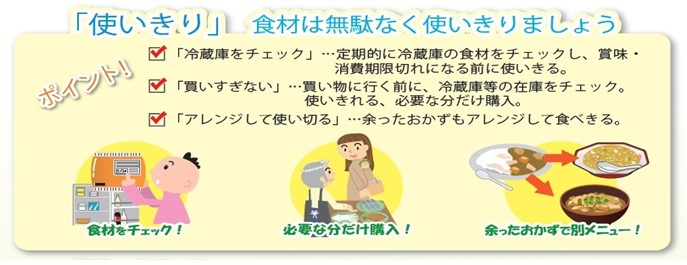 「使いきり」 食材は無駄なく使いきりましょう
ポイント!
「冷蔵庫をチェック」…定期的に冷蔵庫の食材をチェックし、賞味・
消費期限切れになる前に使いきる。
「買いすぎない」…買い物に行く前に、冷蔵庫等の在庫をチェック。
使いきれる、必要な分だけ購入。
「アレンジして使い切る」…余ったおかずもアレンジして食べきる。
食材をチェック!
必要な分だけ購入!
余ったおかずで別メニュー!